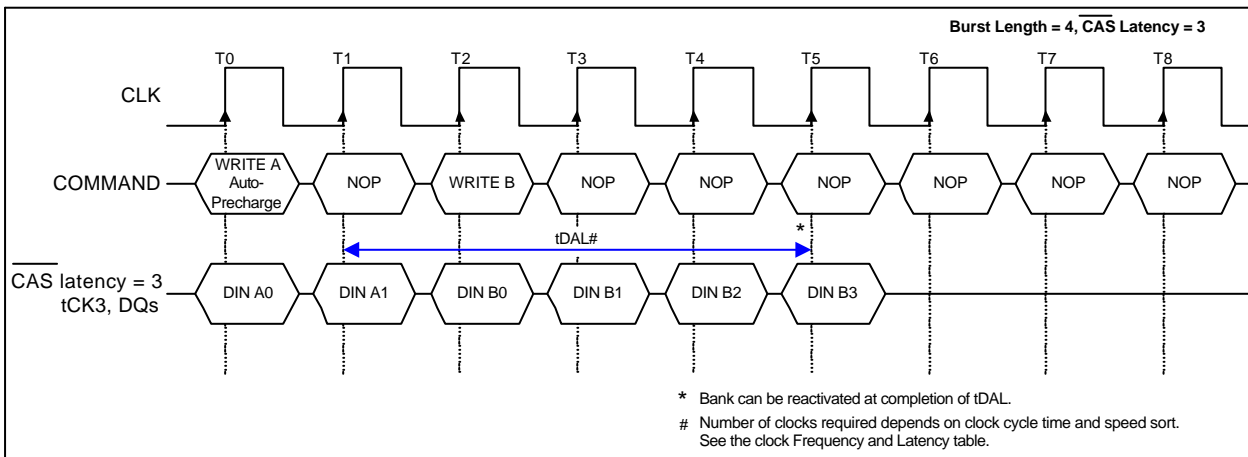 Burst Length = 4, CAS Latency = 3
T0 T1 T2 T3 T4 T5 T6 T7 T8
CLK
COMMAND
WRITE A
Auto-
Precharge
NOP
WRITE B
NOP
NOP
NOP
NOP
NOP
NOP
tDAL#
*
CAS latency = 3
tCK3, DQs
DIN A0
DIN A1
DIN B0
DIN B1
DIN B2
DIN B3
* Bank can be reactivated at completion of tDAL.
# Number of clocks required depends on clock cycle time and speed sort.
See the clock Frequency and Latency table.